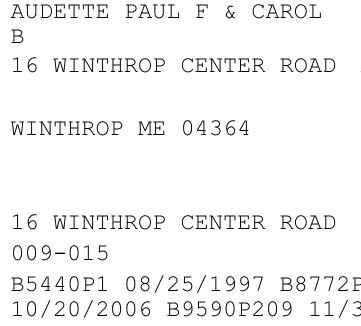 AUDETTE PAUL F & CAROL
B
16 WINTHROP CENTER ROAD
WINTHROP ME 04364
16 WINTHROP CENTER ROAD
009-015
B5440P1 08/25/1997 B8772P
10/20/2006 B9590P209 11/3